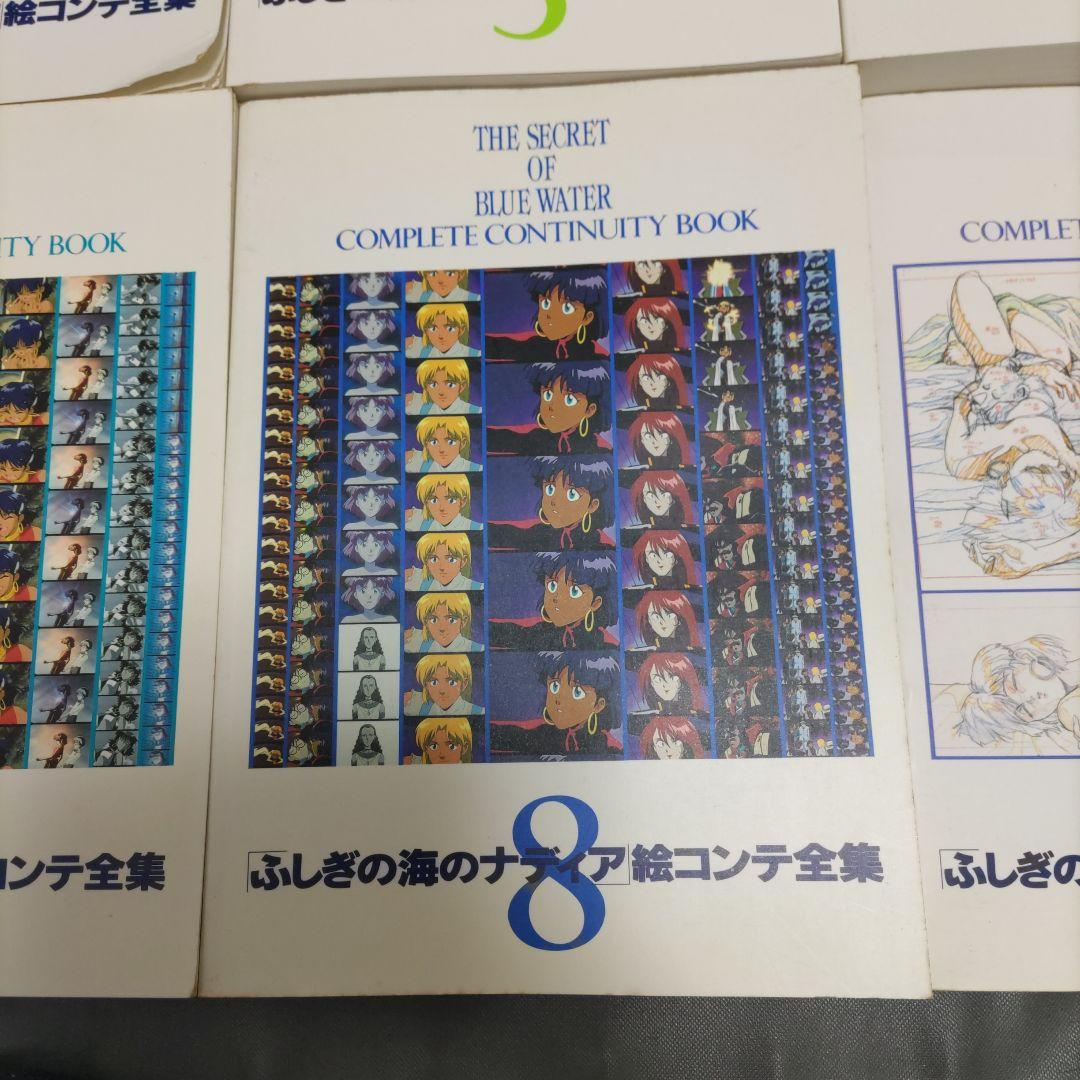 絵コンテ全集
THE SECRET
OF
BLUE WATER
COMPLETE CONTINUITY BOOK
8
「ふしぎの海のナディア」絵コンテ全集
ITY BOOK
コンテ全集
COMPLET
「ふしぎの